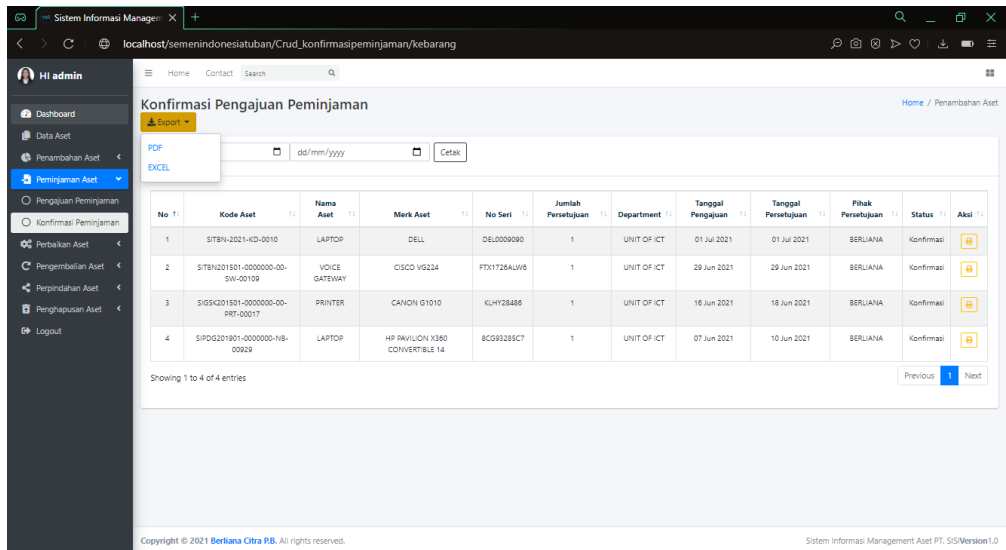 Sistem Informasi Managem
localhost/semenindonesiatuban/Crud_konfirmasipeminjaman/kebarang
HI admin
Home Contact Search
Dashboard
Data Aset
Penambahan Aset
Peminjaman Aset
Pengajuan Peminjaman
Konfirmasi Peminjaman
Perbaikan Aset
Pengembalian Aset
Perpindahan Aset
Penghapusan Aset
Logout
Konfirmasi Pengajuan Peminjaman
Home / Penambahan Aset
Export
PDF
EXCEL
dd/mm/yyyy
Cetak
No Kode Aset Nama Aset Merk Aset No Seri Jumlah Persetujuan Department Tanggal Pengajuan Tanggal Persetujuan Pihak Persetujuan Status Aksi
1 SITBN-2021-KD-0010 LAPTOP DELL DEL0009090 1 UNIT OF ICT 01 Jul 2021 01 Jul 2021 BERLIANA Konfirmasi
2 SITBN201501-0000000-00-SW-00109 VOICE GATEWAY CISCO VG224 FTX1726ALW6 1 UNIT OF ICT 29 Jun 2021 29 Jun 2021 BERLIANA Konfirmasi
3 SIGSK201501-0000000-00-PRT-00017 PRINTER CANON G1010 KLHY28486 1 UNIT OF ICT 16 Jun 2021 18 Jun 2021 BERLIANA Konfirmasi
4 SIPDG201901-0000000-NB-00929 LAPTOP HP PAVILION X360 CONVERTIBLE 14 8CG93285C7 1 UNIT OF ICT 07 Jun 2021 10 Jun 2021 BERLIANA Konfirmasi
Showing 1 to 4 of 4 entries
Previous 1 Next
Copyright © 2021 Berliana Citra P.B. All rights reserved.
Sistem Informasi Management Aset PT. SISIVersion1.0